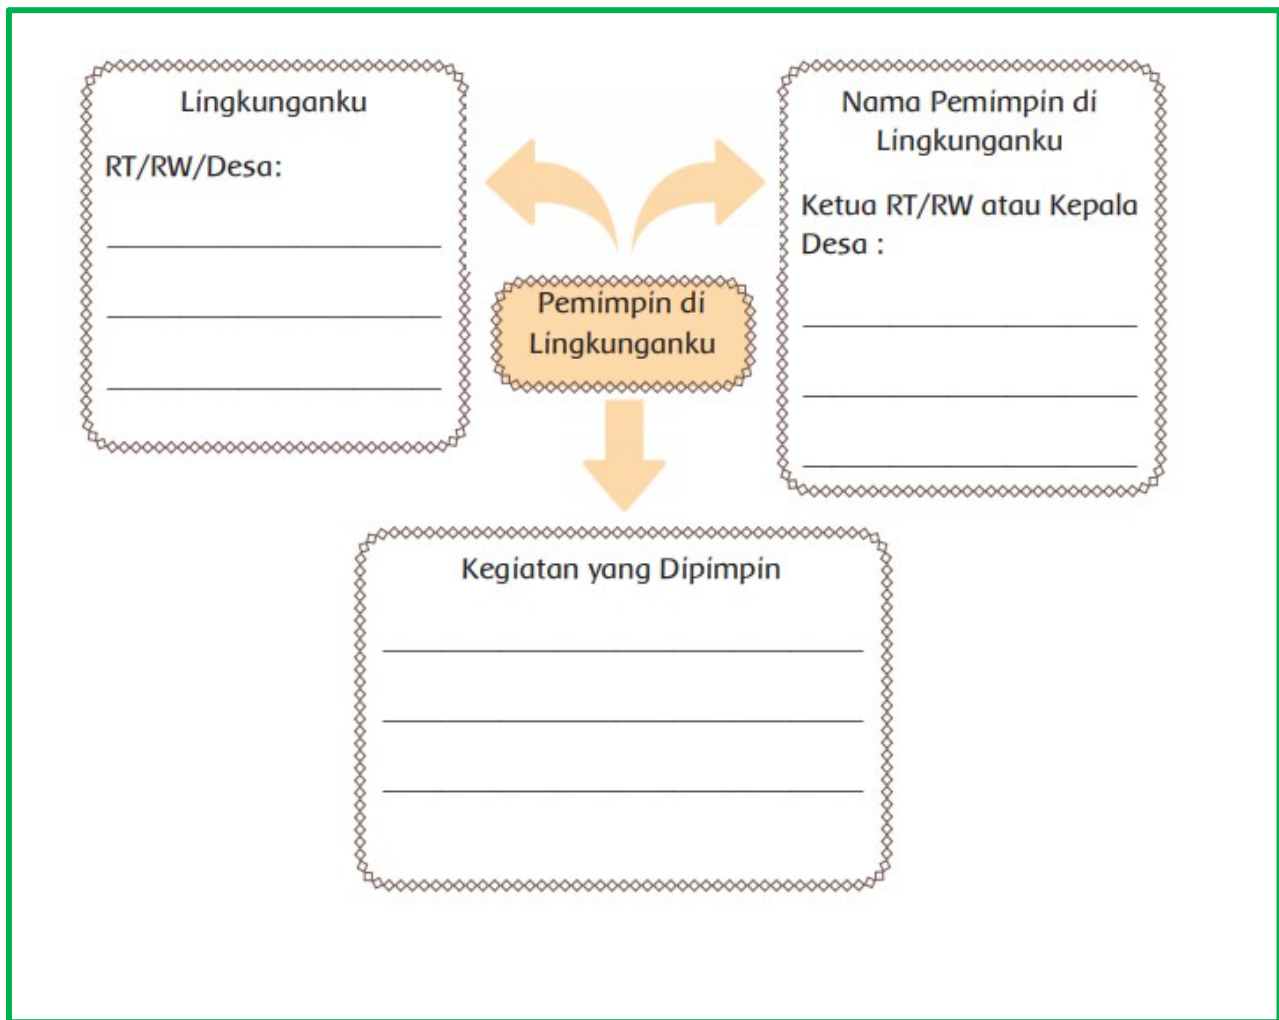 Lingkunganku
RT/RW/Desa:
Nama Pemimpin di
Lingkunganku
Ketua RT/RW atau Kepala
Desa :
Pemimpin di
Lingkunganku
Kegiatan yang Dipimpin